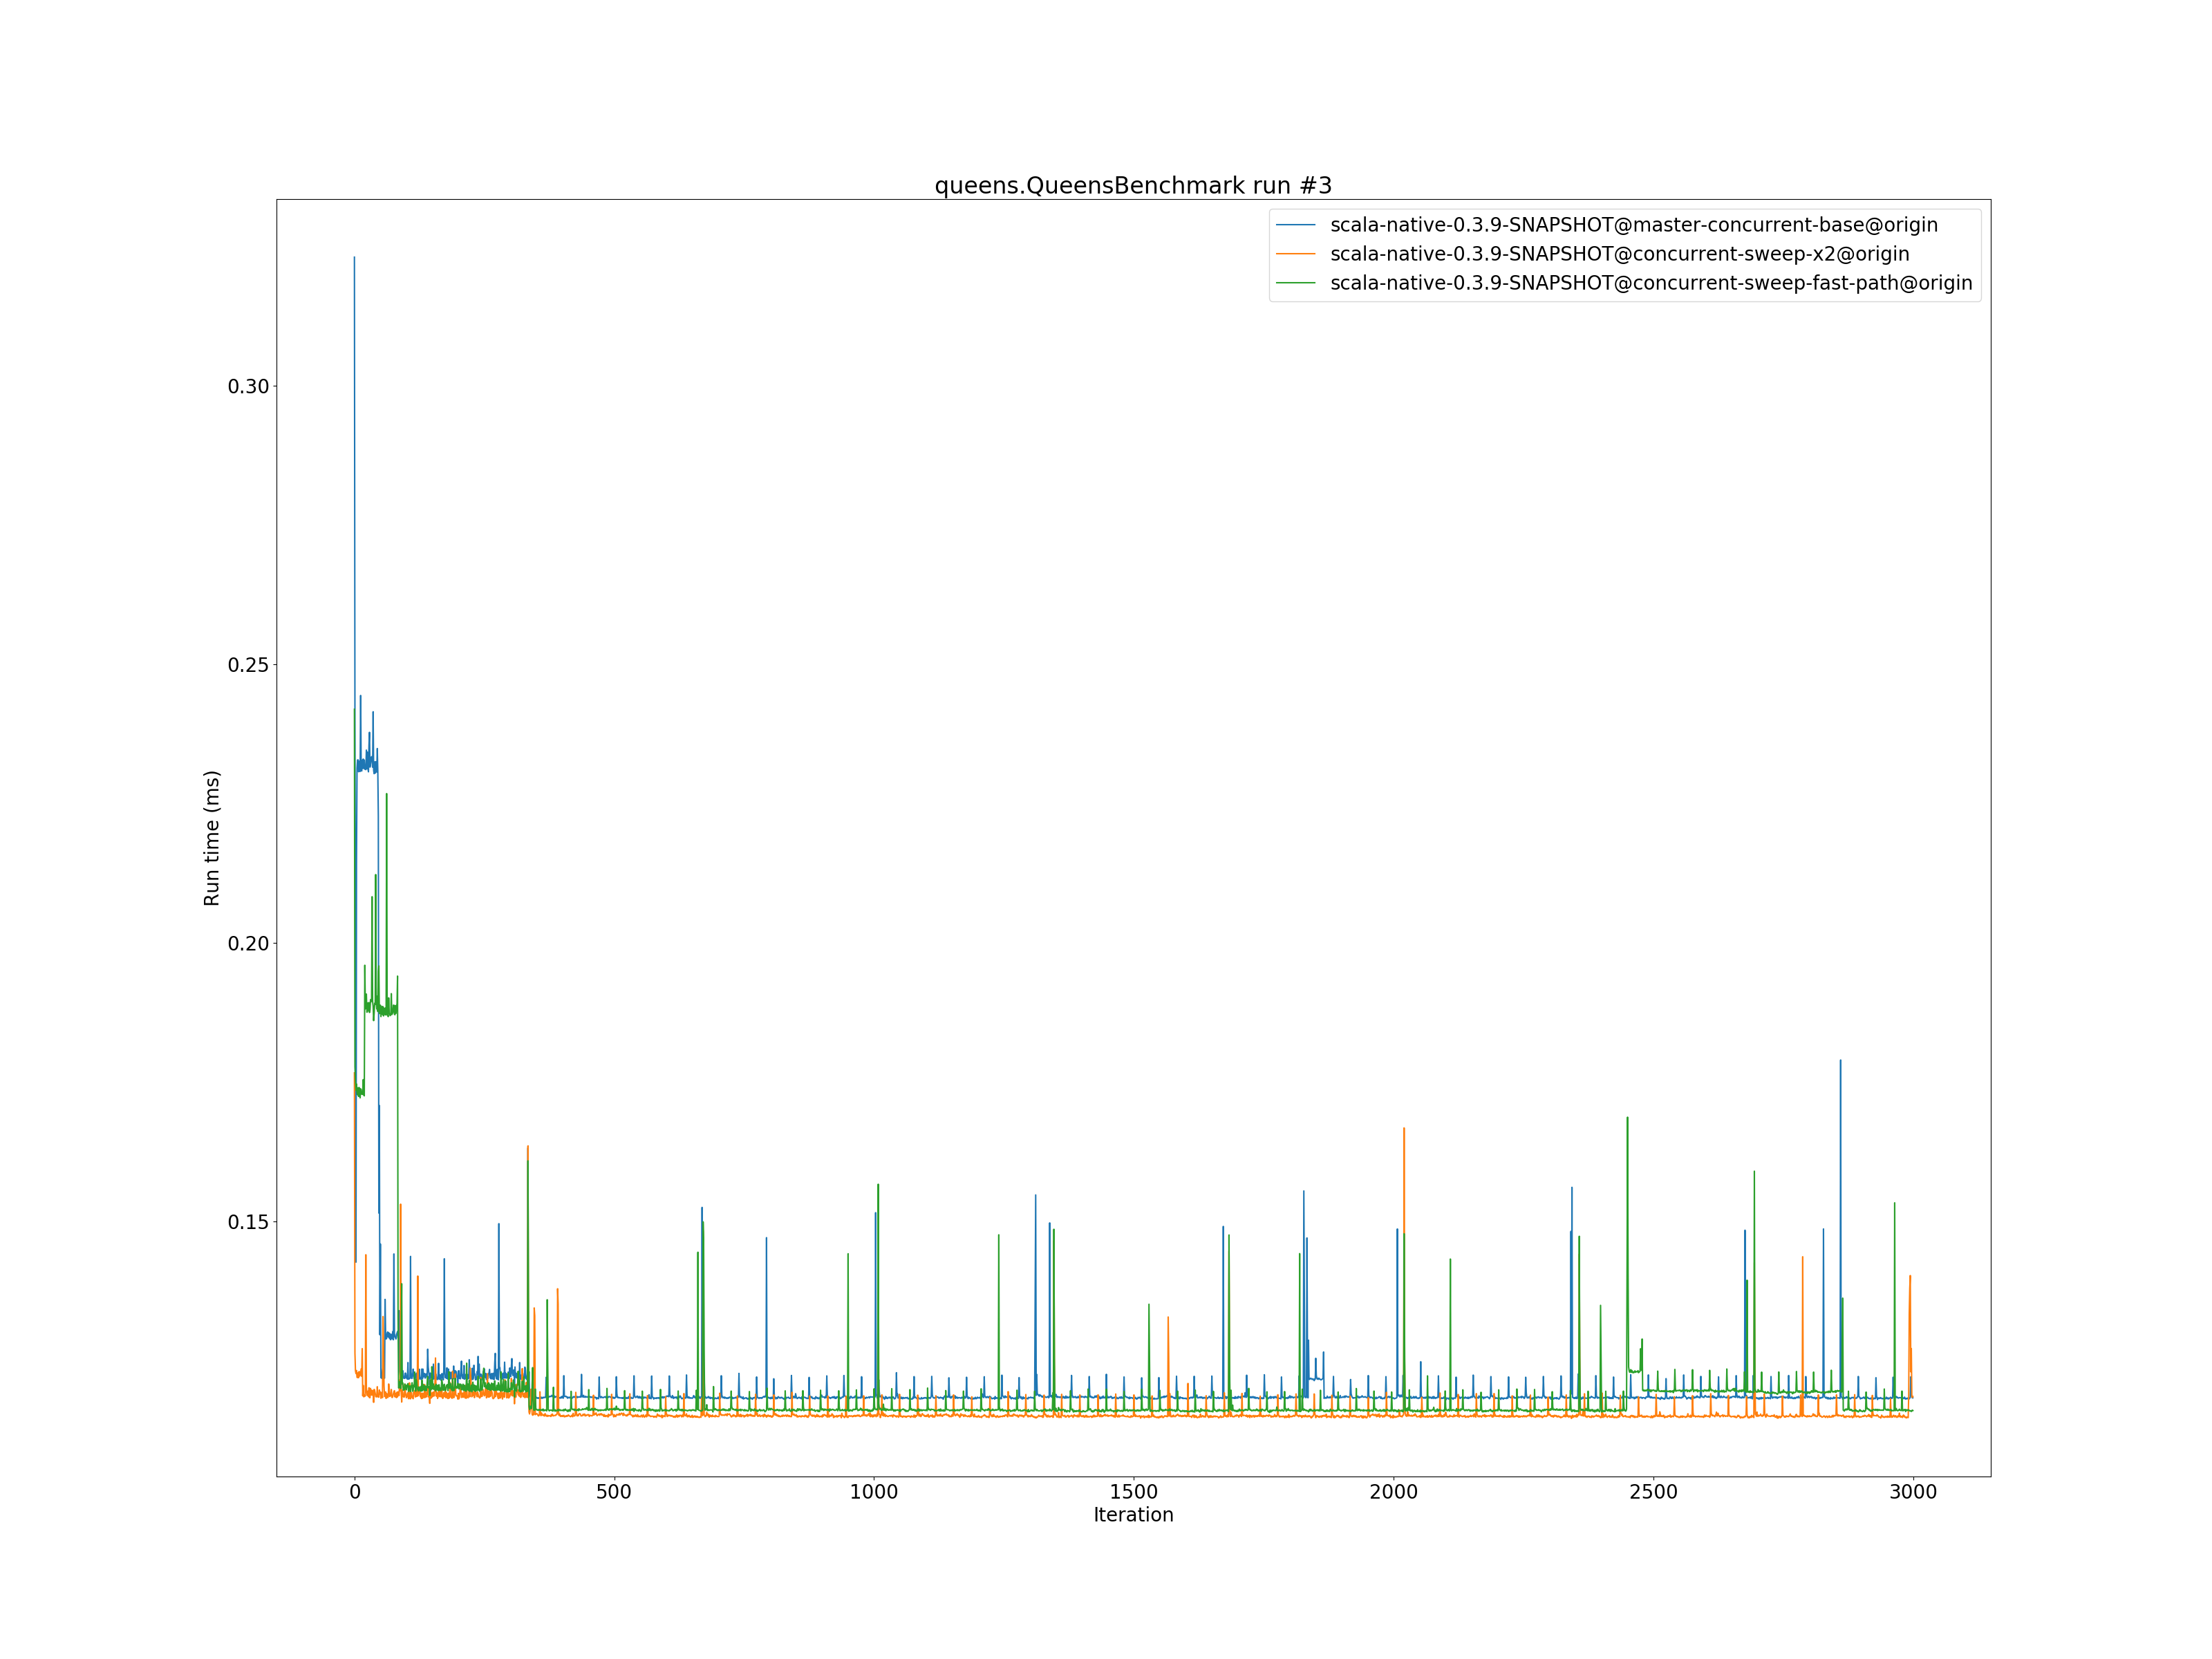 queens.QueensBenchmark run #3
scala-native-0.3.9-SNAPSHOT@master-concurrent-base@origin
scala-native-0.3.9-SNAPSHOT@concurrent-sweep-x2@origin
scala-native-0.3.9-SNAPSHOT@concurrent-sweep-fast-path@origin
Run time (ms)
0.30
0.25
0.20
0.15
0 500 1000 1500 2000 2500 3000
Iteration